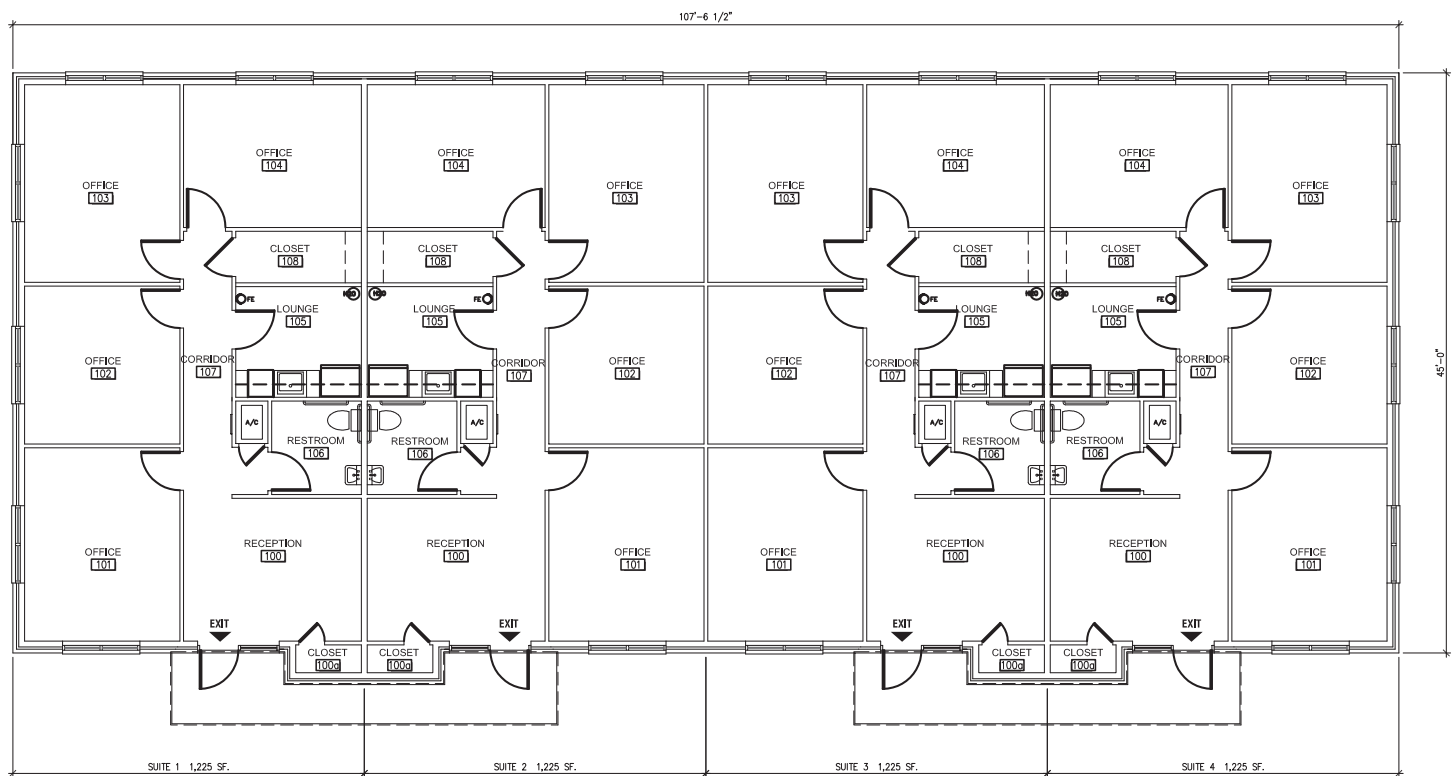 107'-6 1/2"
OFFICE
104
OFFICE
104
OFFICE
104
OFFICE
104
OFFICE
103
OFFICE
103
OFFICE
103
OFFICE
103
CLOSET
108
CLOSET
108
CLOSET
108
CLOSET
108
FE
H2O
H2O
FE
FE
H2O
H2O
FE
LOUNGE
105
LOUNGE
105
LOUNGE
105
LOUNGE
105
OFFICE
102
CORRIDOR
107
CORRIDOR
107
OFFICE
102
OFFICE
102
CORRIDOR
107
CORRIDOR
107
OFFICE
102
45'-0"
A/C
A/C
A/C
A/C
RESTROOM
106
RESTROOM
106
RESTROOM
106
RESTROOM
106
OFFICE
101
RECEPTION
100
RECEPTION
100
OFFICE
101
OFFICE
101
RECEPTION
100
RECEPTION
100
OFFICE
101
EXIT
EXIT
EXIT
EXIT
CLOSET
100a
CLOSET
100a
CLOSET
100a
CLOSET
100a
SUITE 1 1,225 SF.
SUITE 2 1,225 SF.
SUITE 3 1,225 SF.
SUITE 4 1,225 SF.